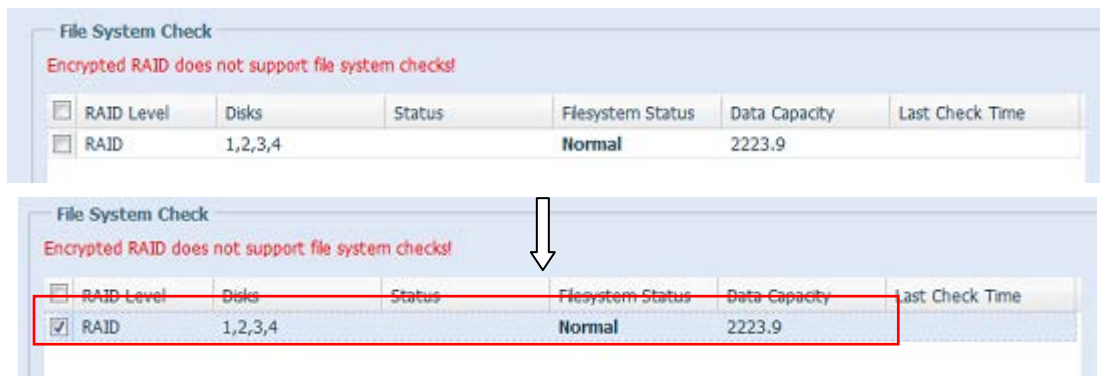 File System Check
Encrypted RAID does not support file system checks!
RAID Level Disks Status Filesystem Status Data Capacity Last Check Time
RAID 1,2,3,4 Normal 2223.9
File System Check
Encrypted RAID does not support file system checks!
RAID Level Disks Status Filesystem Status Data Capacity Last Check Time
RAID 1,2,3,4 Normal 2223.9